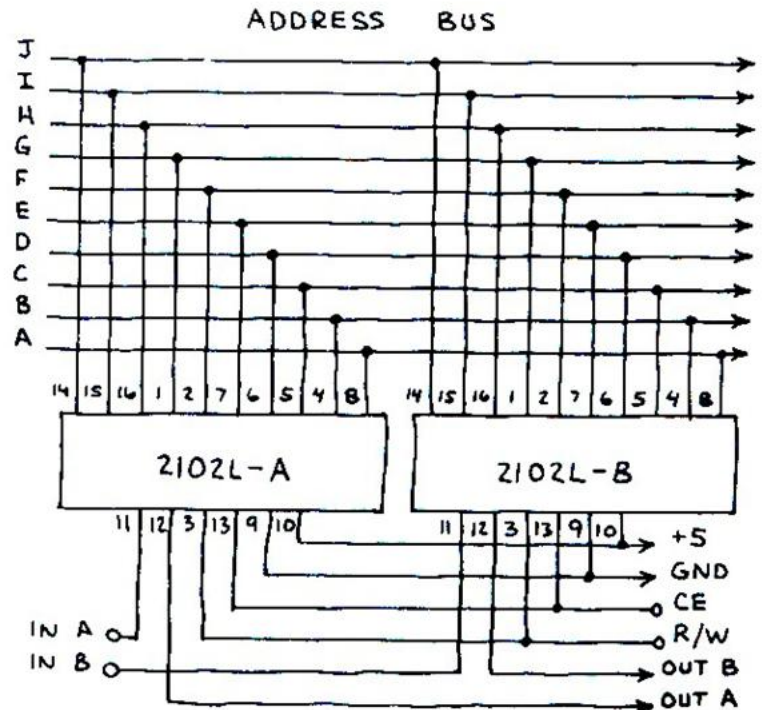 ADDRESS BUS
J
I
H
G
F
E
D
C
B
A
14 15 16 1 2 7 6 5 4 8 14 15 16 1 2 7 6 5 4 8
2102L-A 2102L-B
11 12 3 13 9 10 11 12 3 13 9 10
+5
GND
CE
IN A R/W
IN B OUT B
OUT A